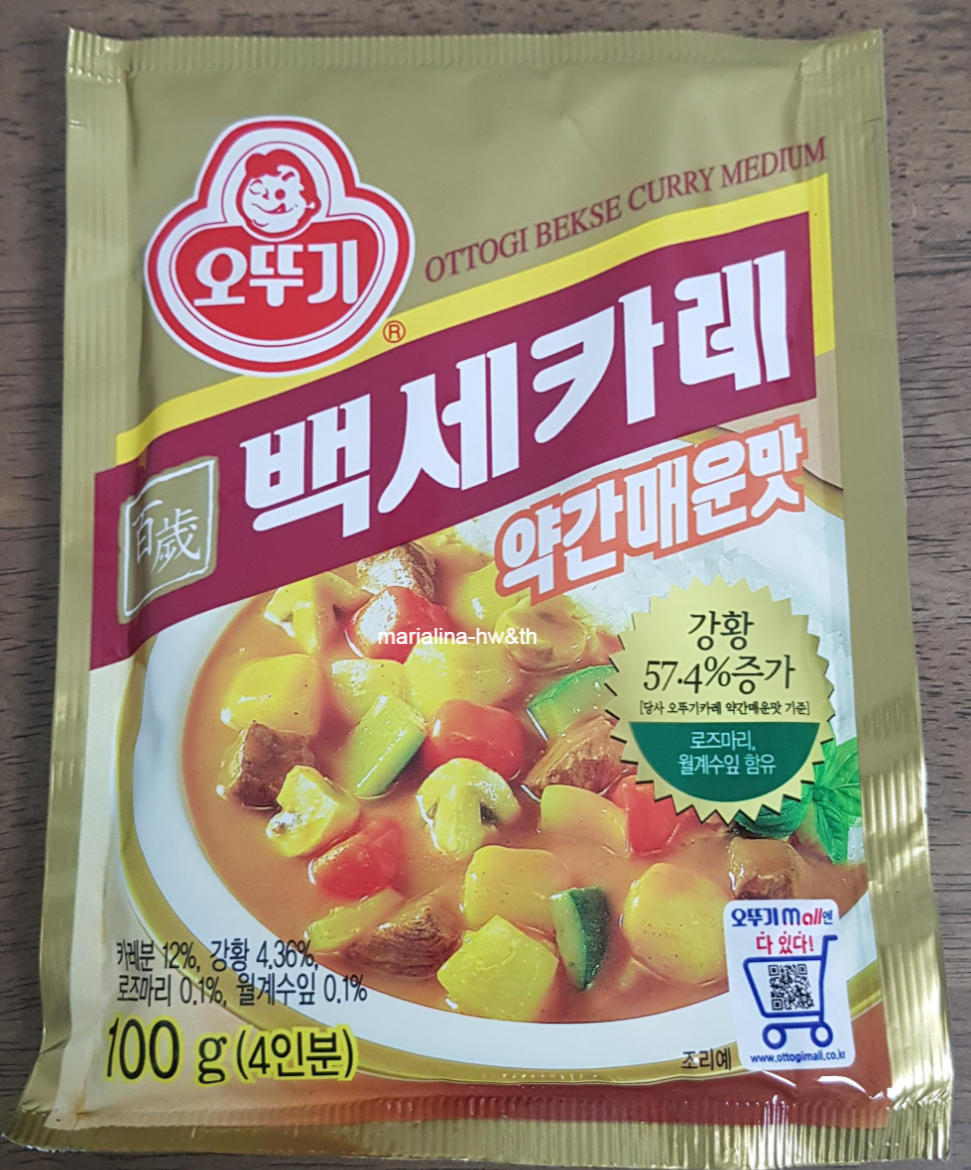 오뚜기
®
OTTOGI BEKSE CURRY MEDIUM
百歲
백세카레
약간매운맛
marialina-hw&th
강황
57.4%증가
[당사 오뚜기카레 약간매운맛 기준]
로즈마리,
월계수잎 함유
오뚜기mall엔
다 있다!
www.ottogimall.co.kr
카레분 12%, 강황 4.36%,
로즈마리 0.1%, 월계수잎 0.1%
100 g (4인분)
조리예